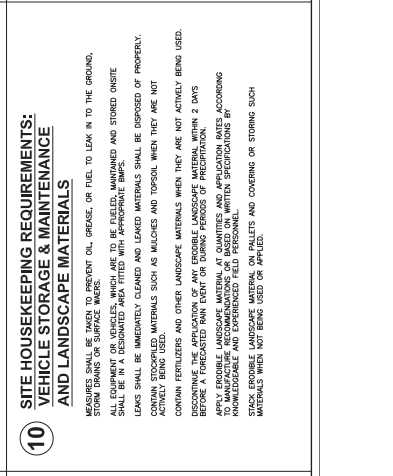 10
SITE HOUSEKEEPING REQUIREMENTS:
VEHICLE STORAGE & MAINTENANCE
AND LANDSCAPE MATERIALS
MEASURES SHALL BE TAKEN TO PREVENT OIL, GREASE, OR FUEL TO LEAK IN TO THE GROUND,
STORM DRAINS OR SURFACE WAERS.
ALL EQUIPMENT OR VEHICLES, WHICH ARE TO BE FUELED, MAINTAINED AND STORED ONSITE
SHALL BE IN A DESIGNATED AREA FITTED WITH APPROPRIATE BMPS.
LEAKS SHALL BE IMMEDIATELY CLEANED AND LEAKED MATERIALS SHALL BE DISPOSED OF PROPERLY.
CONTAIN STOCKPILED MATERIALS SUCH AS MULCHES AND TOPSOIL WHEN THEY ARE NOT
ACTIVELY BEING USED.
CONTAIN FERTILIZERS AND OTHER LANDSCAPE MATERIALS WHEN THEY ARE NOT ACTIVELY BEING USED.
DISCONTINUE THE APPLICATION OF ANY ERODIBLE LANDSCAPE MATERIAL WITHIN 2 DAYS
BEFORE A FORECASTED RAIN EVENT OR DURING PERIODS OF PRECIPITATION.
APPLY ERODIBLE LANDSCAPE MATERIAL AT QUANTITIES AND APPLICATION RATES ACCORDING
TO MANUFACTURE RECOMMENDATIONS OR BASED ON WRITTEN SPECIFICATIONS BY
KNOWLEDGEABLE AND EXPERIENCED FIELD PERSONNEL.
STACK ERODIBLE LANDSCAPE MATERIAL ON PALLETS AND COVERING OR STORING SUCH
MATERIALS WHEN NOT BEING USED OR APPLIED.